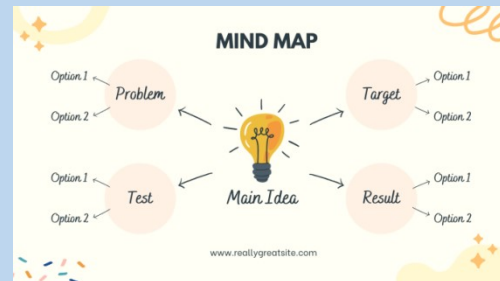 MIND MAP
Option 1
Problem
Option 2
Target
Option 1
Option 2
Option 1
Test
Option 2
Main Idea
Result
Option 1
Option 2
www.reallygreatsite.com